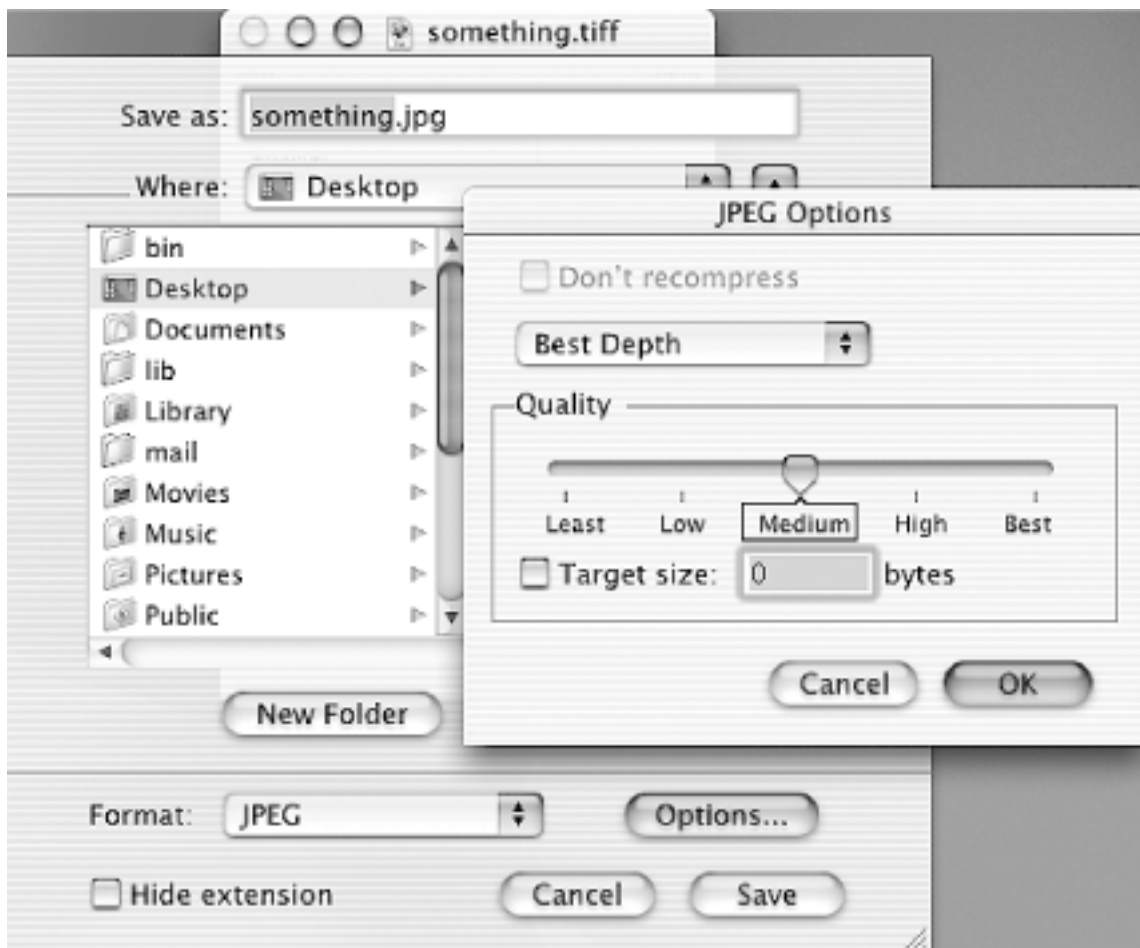 something.tiff
Save as: something.jpg
Where: Desktop
bin
Desktop
Documents
lib
Library
mail
Movies
Music
Pictures
Public
New Folder
JPEG Options
Don't recompress
Best Depth
Quality
Least Low Medium High Best
Target size: 0 bytes
Cancel OK
Format: JPEG Options...
Hide extension Cancel Save